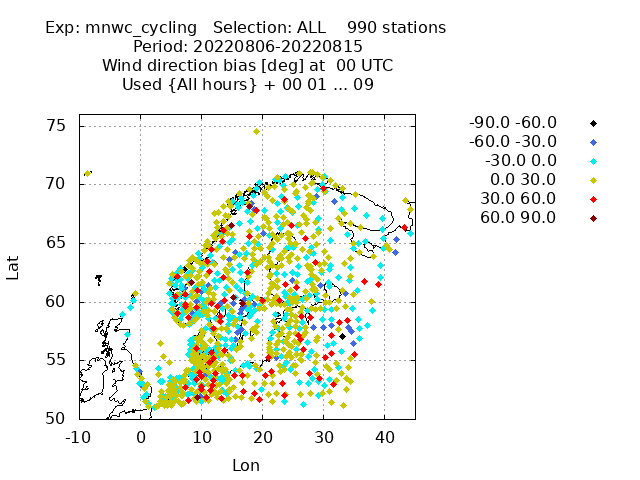 Exp: mnwc_cycling   Selection: ALL    990 stations
Period: 20220806-20220815
Wind direction bias [deg] at  00 UTC
Used {All hours} + 00 01 ... 09
-90.0 -60.0
-60.0 -30.0
-30.0 0.0
0.0 30.0
30.0 60.0
60.0 90.0
75
70
65
60
55
50
Lat
-10 0 10 20 30 40
Lon